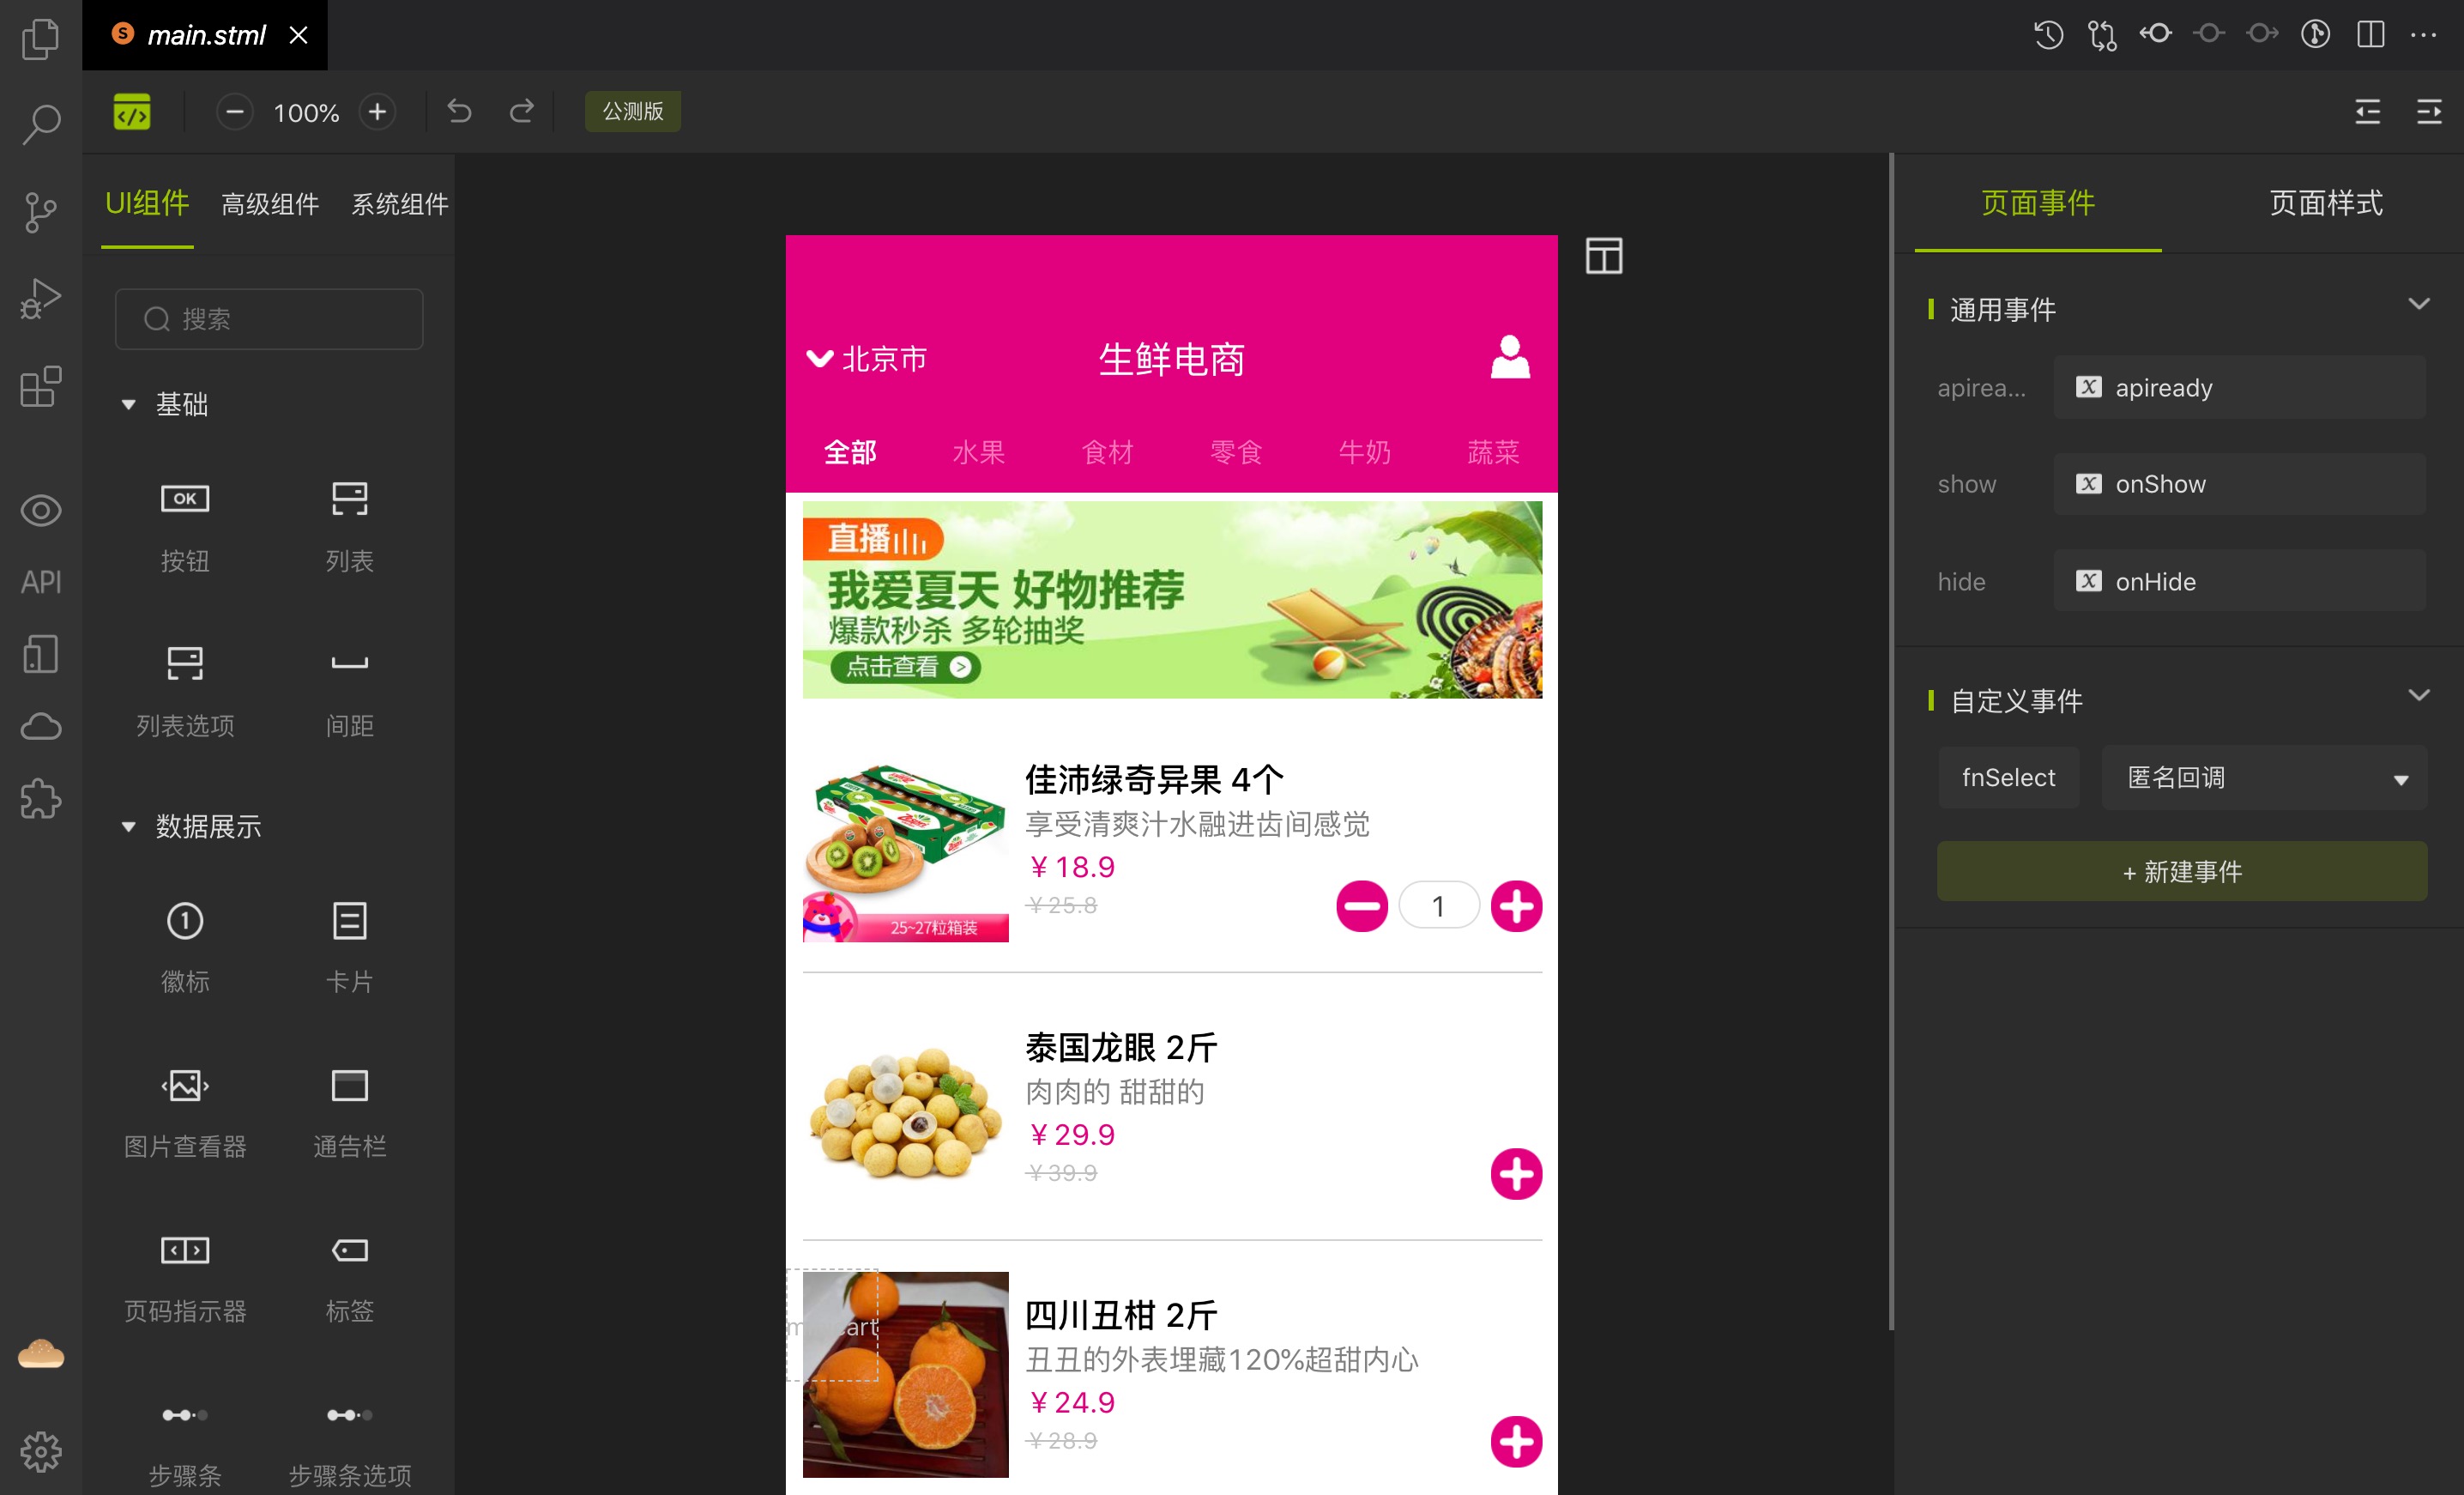 main.stml
100%
公测版
UI组件 高级组件 系统组件
搜索
基础
OK
按钮 列表
列表选项 间距
数据展示
徽标 卡片
图片查看器 通告栏
页码指示器 标签
步骤条 步骤条选项
API
北京市 生鲜电商
全部 水果 食材 零食 牛奶 蔬菜
直播
我爱夏天 好物推荐
爆款秒杀 多轮抽奖
点击查看
佳沛绿奇异果 4个
享受清爽汁水融进齿间感觉
¥ 18.9
¥ 25.8
1
25~27粒箱装
泰国龙眼 2斤
肉肉的 甜甜的
¥ 29.9
¥ 39.9
四川丑柑 2斤
丑丑的外表埋藏120%超甜内心
¥ 24.9
¥ 28.9
页面事件 页面样式
通用事件
apirea... apiready
show onShow
hide onHide
自定义事件
fnSelect 匿名回调
+ 新建事件